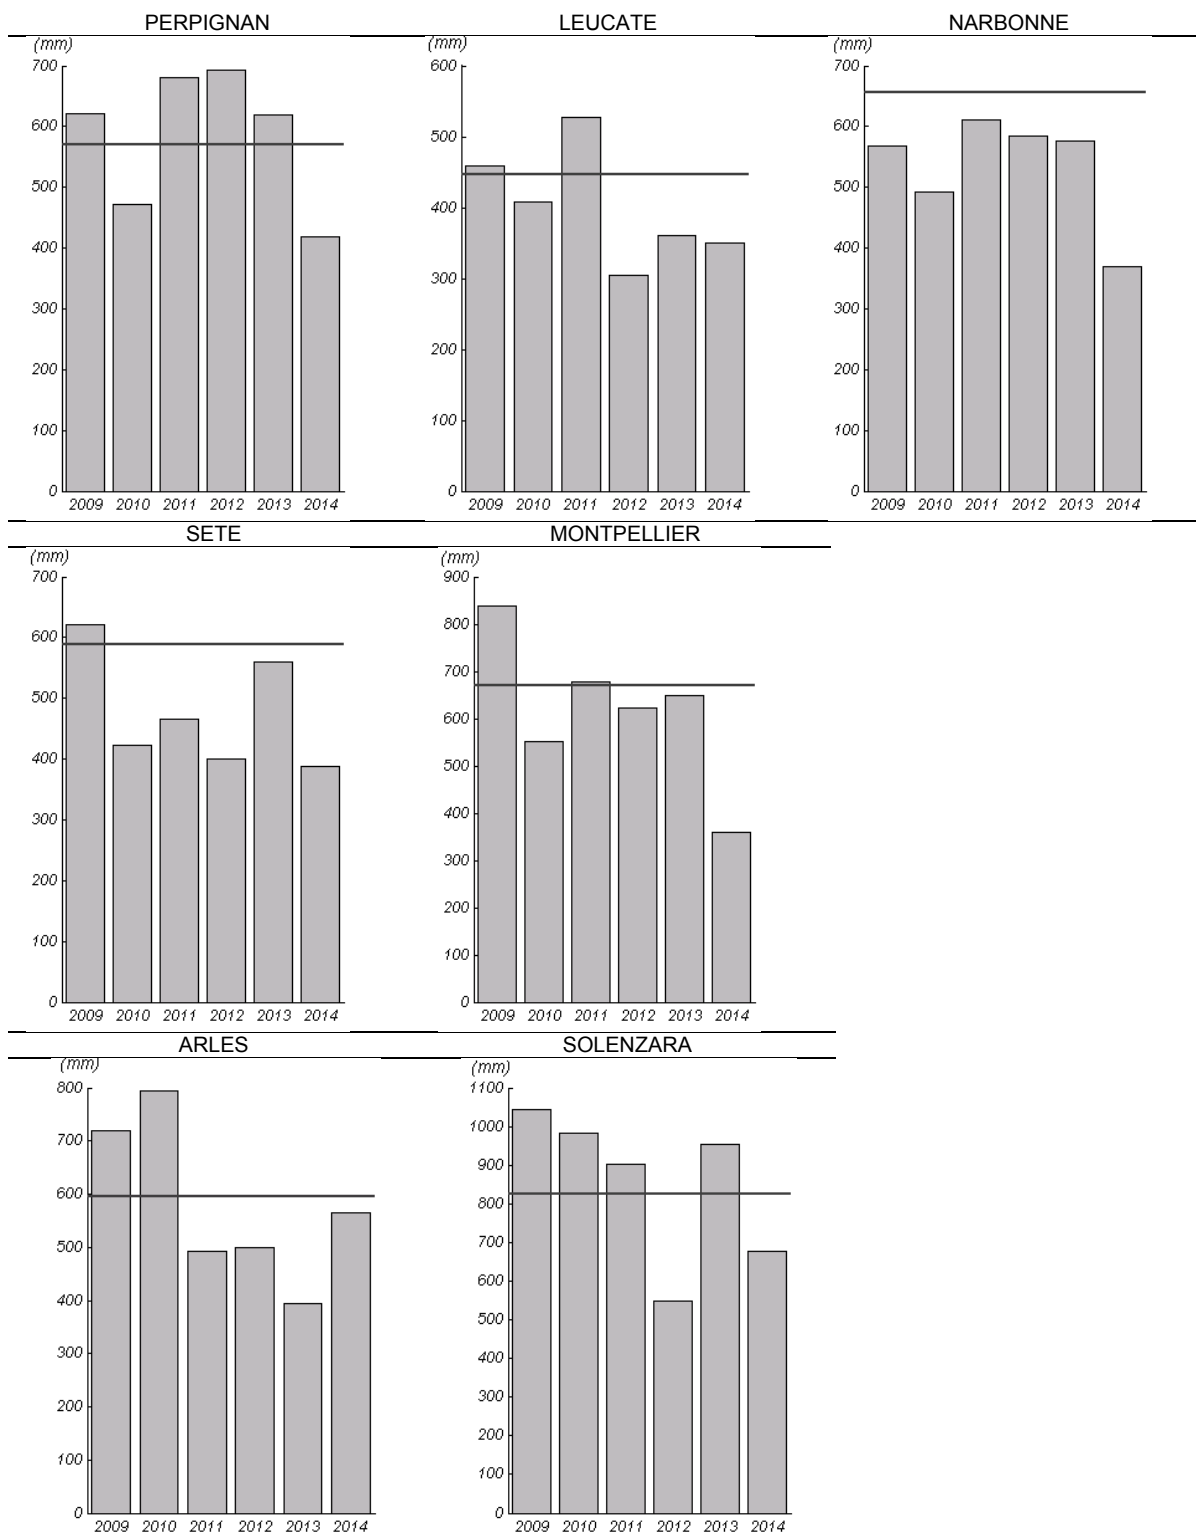 PERPIGNAN LEUCATE NARBONNE
(mm) (mm) (mm)
700 600 700
600 500 600
500 400 500
400 300 400
300 200 300
200 100 200
100 0 100
0 0
2009 2010 2011 2012 2013 2014 2009 2010 2011 2012 2013 2014 2009 2010 2011 2012 2013 2014
SETE MONTPELLIER
(mm) (mm)
700 900
600 800
500 700
400 600
300 500
200 400
100 300
0 200
100
0
2009 2010 2011 2012 2013 2014 2009 2010 2011 2012 2013 2014
ARLES SOLENZARA
(mm) (mm)
800 1100
700 1000
600 900
500 800
400 700
300 600
200 500
100 400
0 300
200
100
0
2009 2010 2011 2012 2013 2014 2009 2010 2011 2012 2013 2014